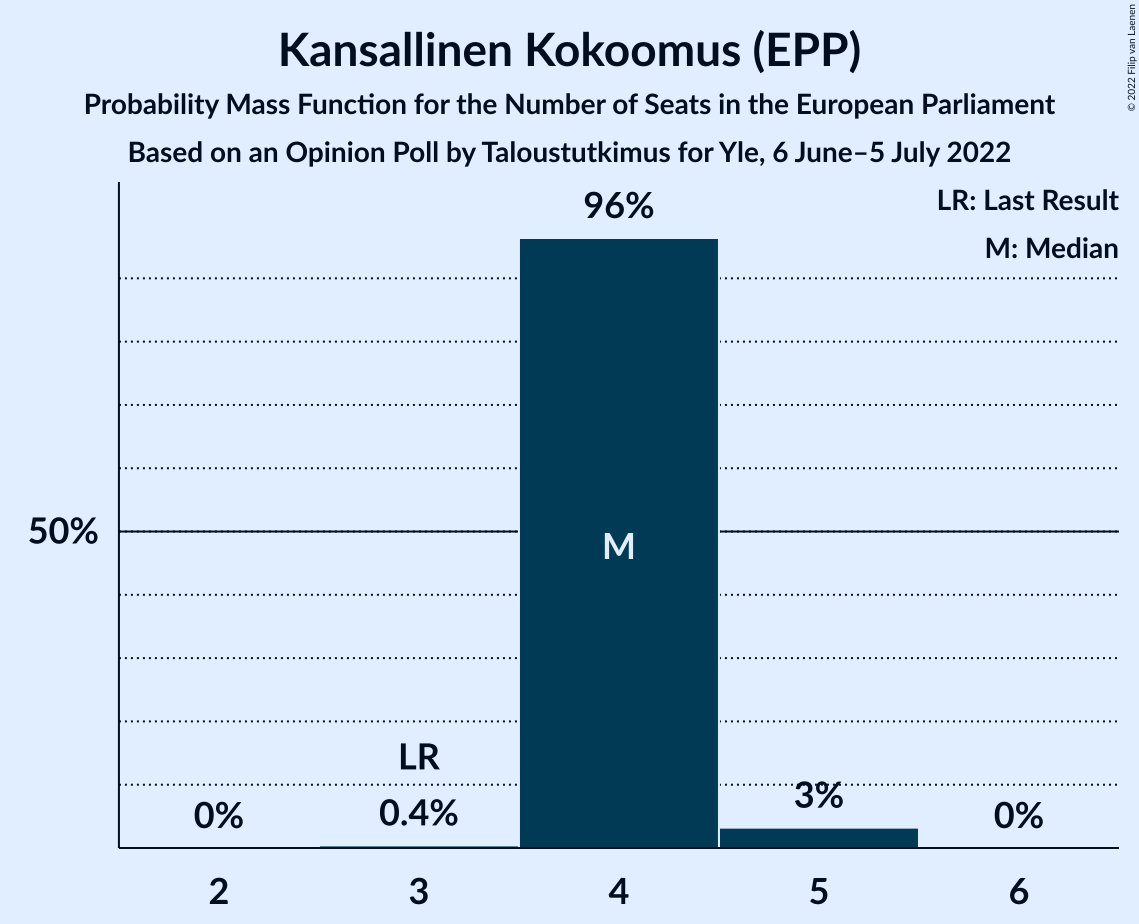 Kansallinen Kokoomus (EPP)
Probability Mass Function for the Number of Seats in the European Parliament
Based on an Opinion Poll by Taloustutkimus for Yle, 6 June–5 July 2022
© 2022 Filip van Laenen
LR: Last Result
M: Median
96%
50%
M
LR
0%
0.4%
3%
0%
2
3
4
5
6